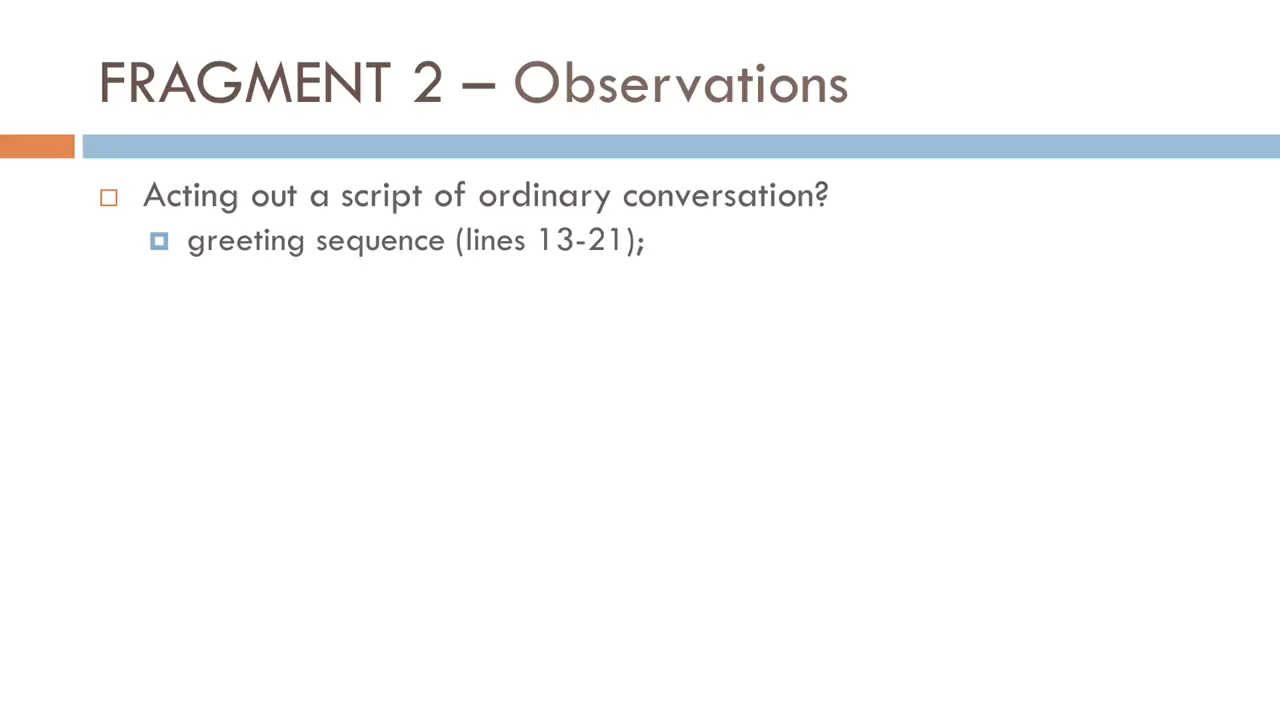 FRAGMENT 2 – Observations
Acting out a script of ordinary conversation?
greeting sequence (lines 13-21);